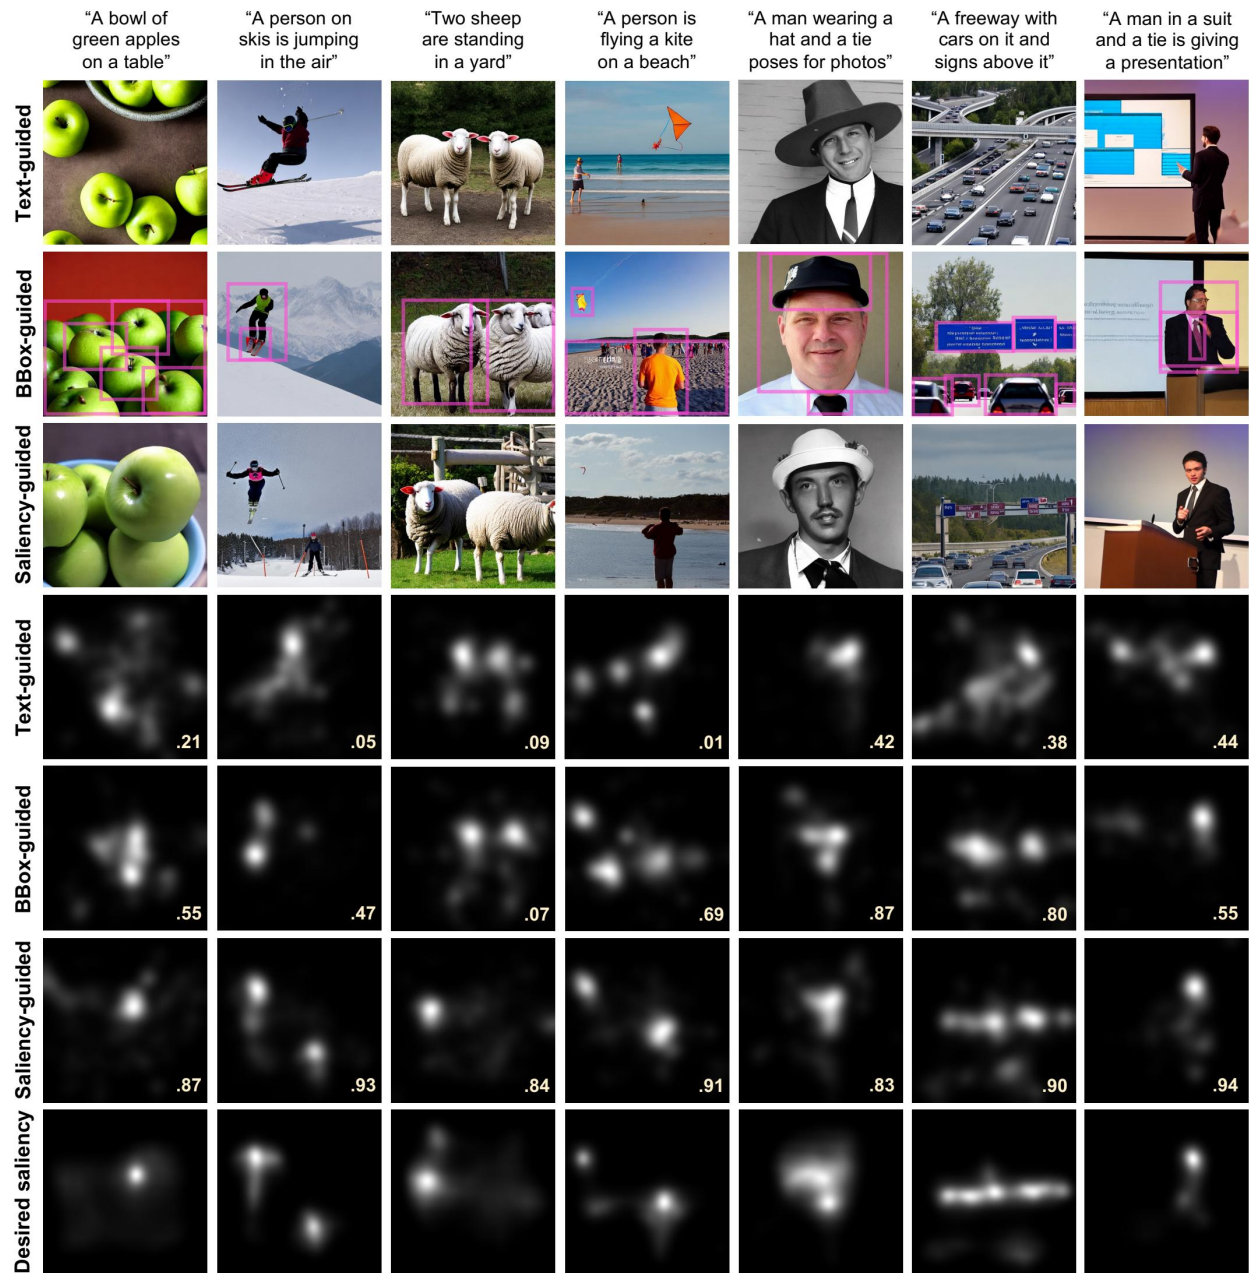 “A bowl of
green apples
on a table”
“A person on
skis is jumping
in the air”
“Two sheep
are standing
in a yard”
“A person is
flying a kite
on a beach”
“A man wearing a
hat and a tie
poses for photos”
“A freeway with
cars on it and
signs above it”
“A man in a suit
and a tie is giving
a presentation”
Text-guided
BBox-guided
Saliency-guided
Text-guided
.21
.05
.09
.01
.42
.38
.44
BBox-guided
.55
.47
.07
.69
.87
.80
.55
Saliency-guided
.87
.93
.84
.91
.83
.90
.94
Desired saliency